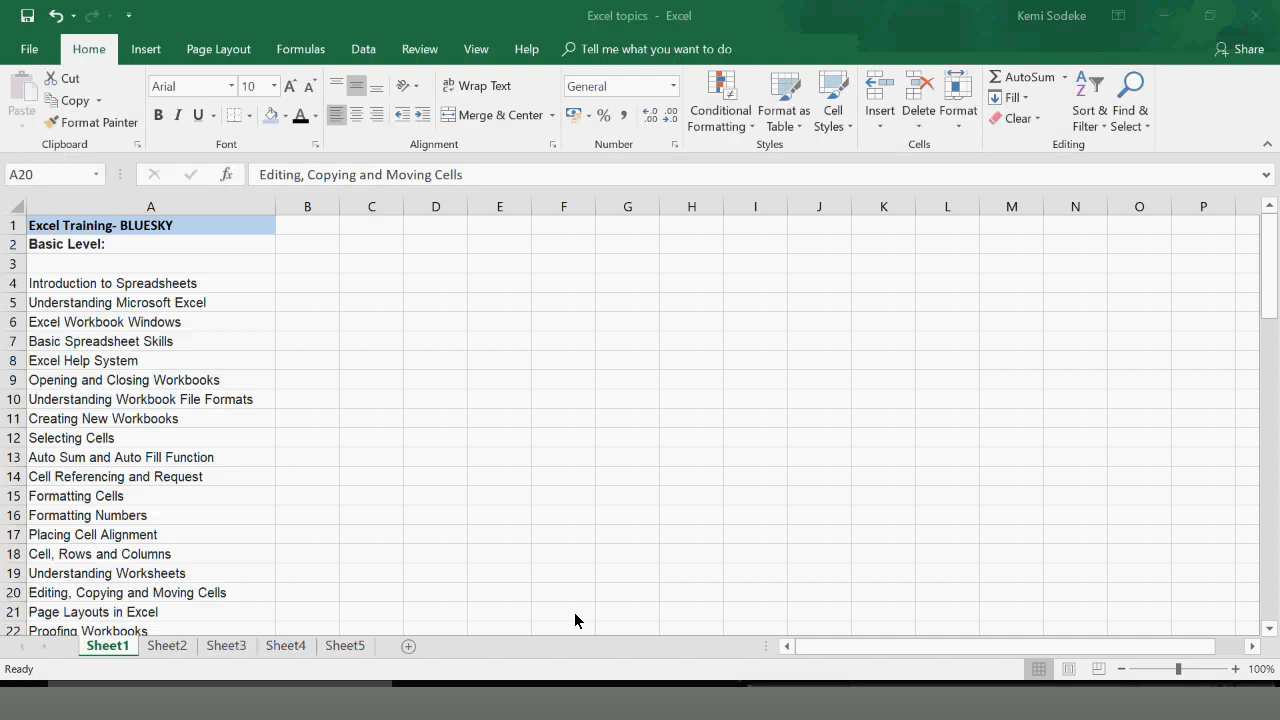 Excel topics - Excel
Kemi Sodeke
File Home Insert Page Layout Formulas Data Review View Help Tell me what you want to do Share
Paste
Cut
Copy
Format Painter
Clipboard
Arial 10 A A
B I U A
Font
ab Wrap Text
Merge & Center
Alignment
General
% , .0 .00 .00 .0
Number
Conditional Formatting
Format as Table
Cell Styles
Styles
Insert Delete Format
Cells
AutoSum
Fill
Clear
A Z Sort & Filter
Find & Select
Editing
A20 fx Editing, Copying and Moving Cells
A B C D E F G H I J K L M N O P
1 Excel Training- BLUESKY
2 Basic Level:
3
4 Introduction to Spreadsheets
5 Understanding Microsoft Excel
6 Excel Workbook Windows
7 Basic Spreadsheet Skills
8 Excel Help System
9 Opening and Closing Workbooks
10 Understanding Workbook File Formats
11 Creating New Workbooks
12 Selecting Cells
13 Auto Sum and Auto Fill Function
14 Cell Referencing and Request
15 Formatting Cells
16 Formatting Numbers
17 Placing Cell Alignment
18 Cell, Rows and Columns
19 Understanding Worksheets
20 Editing, Copying and Moving Cells
21 Page Layouts in Excel
22 Proofing Workbooks
Sheet1 Sheet2 Sheet3 Sheet4 Sheet5
Ready 100%